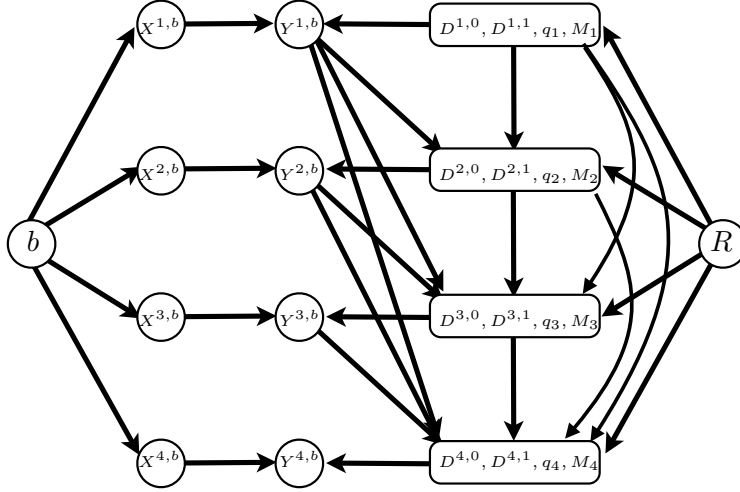 X^{1,b} Y^{1,b} D^{1,0}, D^{1,1}, q_1, M_1
X^{2,b} Y^{2,b} D^{2,0}, D^{2,1}, q_2, M_2
b R
X^{3,b} Y^{3,b} D^{3,0}, D^{3,1}, q_3, M_3
X^{4,b} Y^{4,b} D^{4,0}, D^{4,1}, q_4, M_4